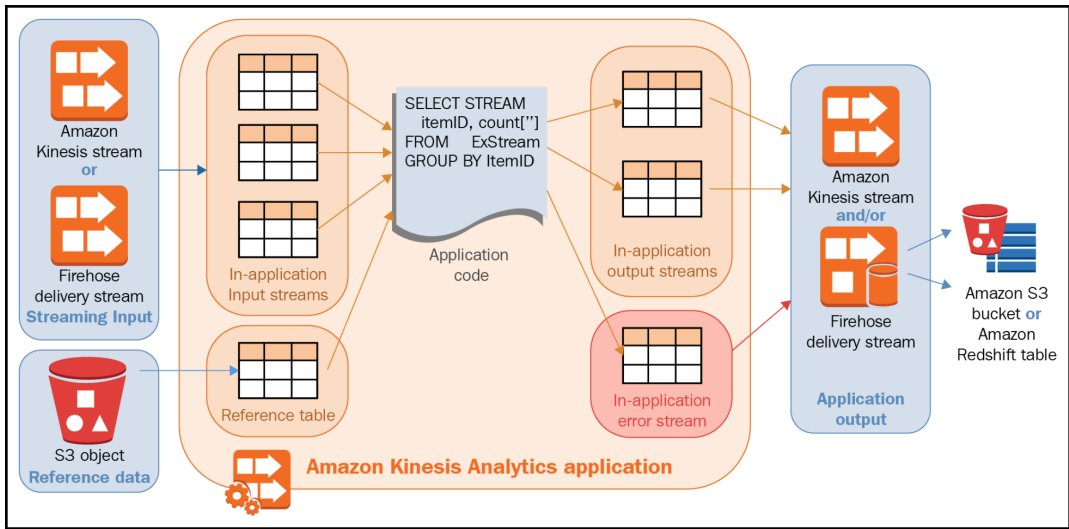 Amazon
Kinesis stream
or
Firehose
delivery stream
Streaming Input
S3 object
Reference data
In-application
Input streams
Reference table
SELECT STREAM
itemID, count['']
FROM ExStream
GROUP BY ItemID
Application
code
In-application
output streams
In-application
error stream
Amazon Kinesis Analytics application
Amazon
Kinesis stream
and/or
Firehose
delivery stream
Application
output
Amazon S3
bucket or
Amazon
Redshift table